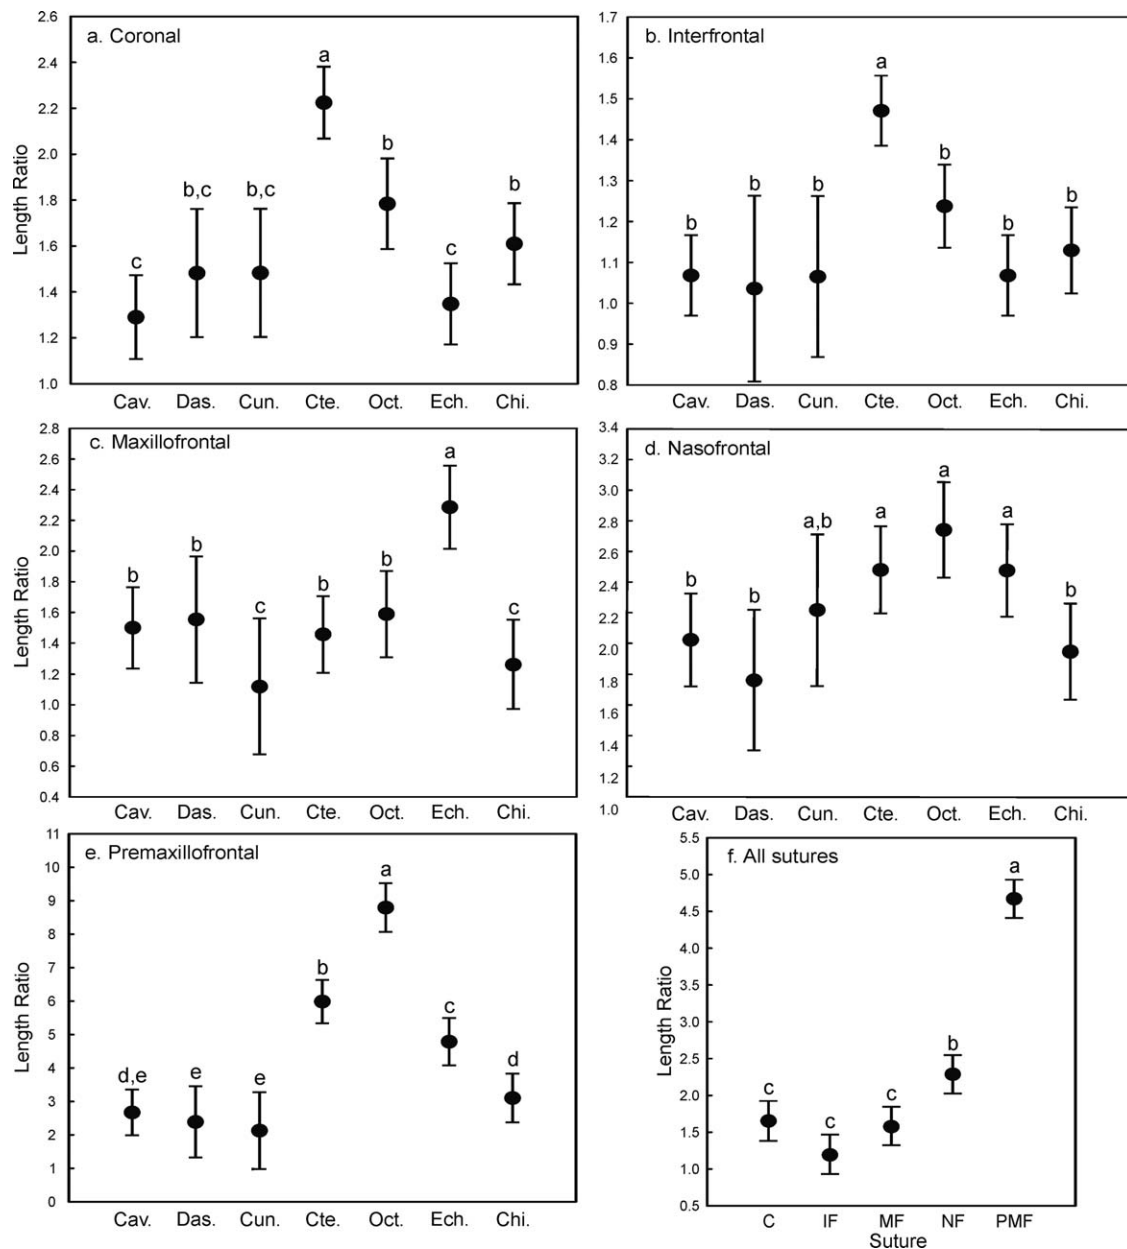 a. Coronal
Length Ratio
2.6
2.4
2.2
2.0
1.8
1.6
1.4
1.2
1.0
c
b,c
b,c
a
b
c
b
Cav. Das. Cun. Cte. Oct. Ech. Chi.
b. Interfrontal
1.7
1.6
1.5
1.4
1.3
1.2
1.1
1.0
0.9
0.8
b
b
b
a
b
b
b
Cav. Das. Cun. Cte. Oct. Ech. Chi.
c. Maxillofrontal
Length Ratio
2.8
2.6
2.4
2.2
2.0
1.8
1.6
1.4
1.2
1.0
0.8
0.6
0.4
b
b
c
b
b
a
c
Cav. Das. Cun. Cte. Oct. Ech. Chi.
d. Nasofrontal
3.4
3.2
3.0
2.8
2.6
2.4
2.2
2.0
1.8
1.6
1.4
1.2
1.0
b
b
a,b
a
a
a
b
Cav. Das. Cun. Cte. Oct. Ech. Chi.
e. Premaxillofrontal
Length Ratio
11
10
9
8
7
6
5
4
3
2
1
0
d,e
e
e
b
a
c
d
Cav. Das. Cun. Cte. Oct. Ech. Chi.
f. All sutures
Length Ratio
5.5
5.0
4.5
4.0
3.5
3.0
2.5
2.0
1.5
1.0
0.5
c
c
c
b
a
C IF MF NF PMF
Suture